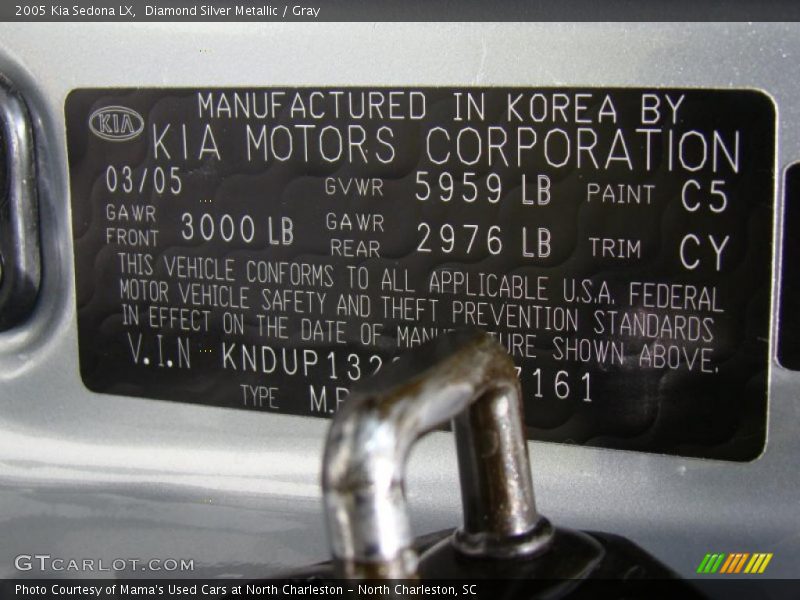 2005 Kia Sedona LX,  Diamond Silver Metallic / Gray
KIA
MANUFACTURED IN KOREA BY
KIA MOTORS CORPORATION
03/05 GVWR 5959 LB PAINT C5
GAWR FRONT 3000 LB GAWR REAR 2976 LB TRIM CY
THIS VEHICLE CONFORMS TO ALL APPLICABLE U.S.A. FEDERAL
MOTOR VEHICLE SAFETY AND THEFT PREVENTION STANDARDS
IN EFFECT ON THE DATE OF SHOWN ABOVE.
V.I.N KNDUP132 7161
TYPE
GTCARLOT.COM
Photo Courtesy of Mama's Used Cars at North Charleston - North Charleston, SC